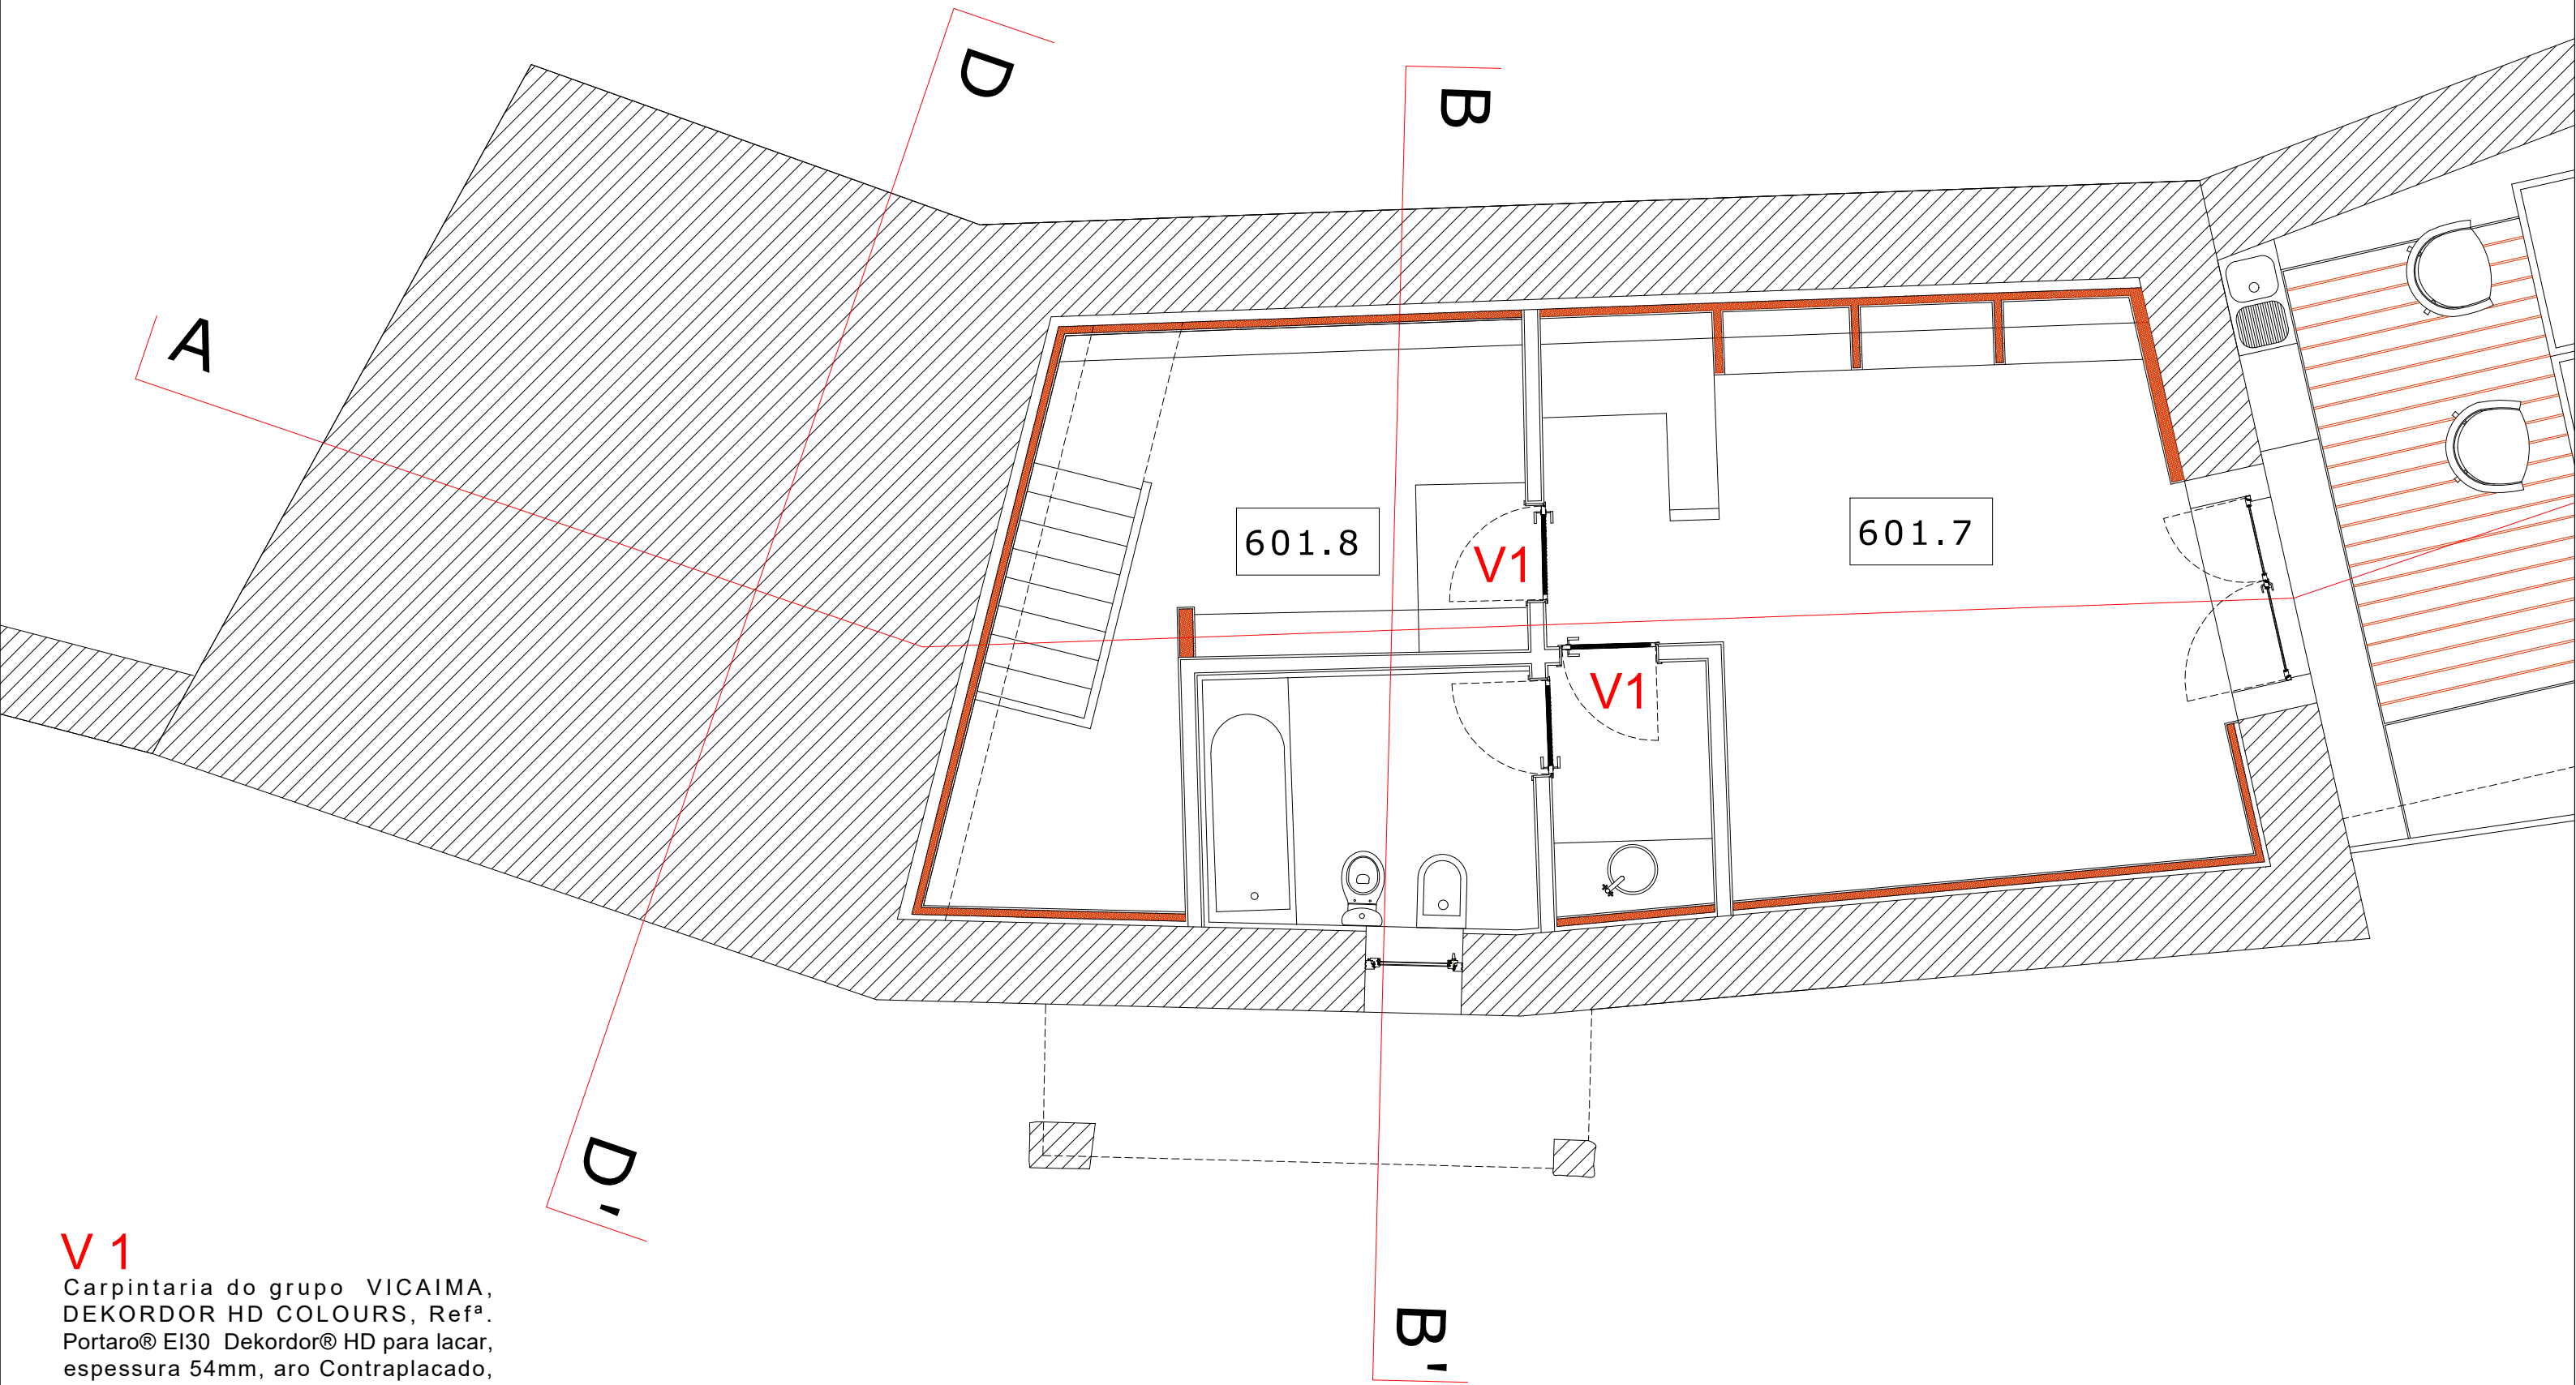 D
B
A
601.8
601.7
V1
V1
D'
B'
V 1
Carpintaria do grupo VICAIMA,
DEKORDOR HD COLOURS, Refª.
Portaro® EI30 Dekordor® HD para lacar,
espessura 54mm, aro Contraplacado,